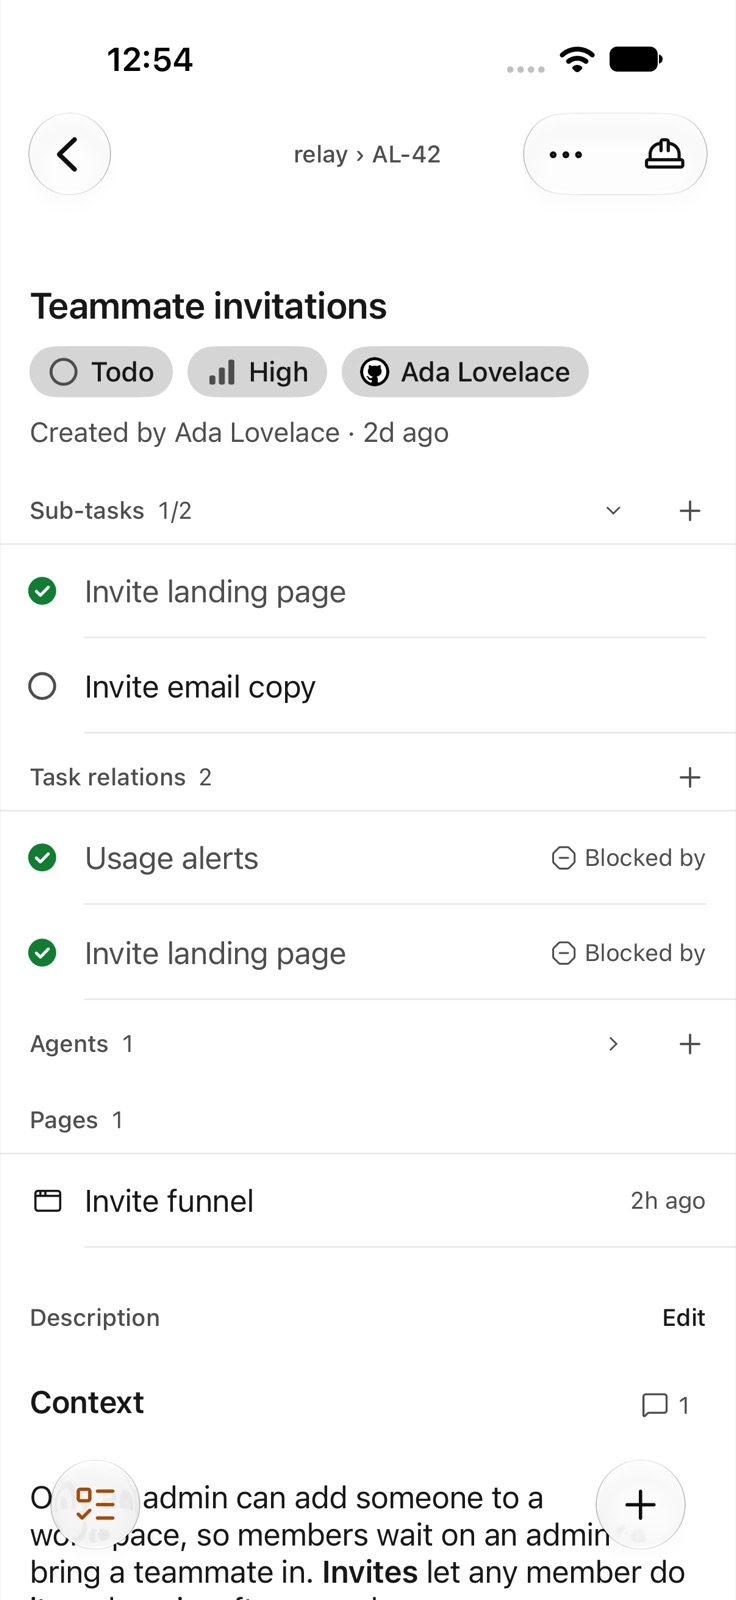 12:54
relay › AL-42
Teammate invitations
Todo High Ada Lovelace
Created by Ada Lovelace · 2d ago
Sub-tasks 1/2
Invite landing page
Invite email copy
Task relations 2
Usage alerts Blocked by
Invite landing page Blocked by
Agents 1
Pages 1
Invite funnel 2h ago
Description Edit
Context 1
admin can add someone to a
so members wait on an admin
bring a teammate in. Invites let any member do